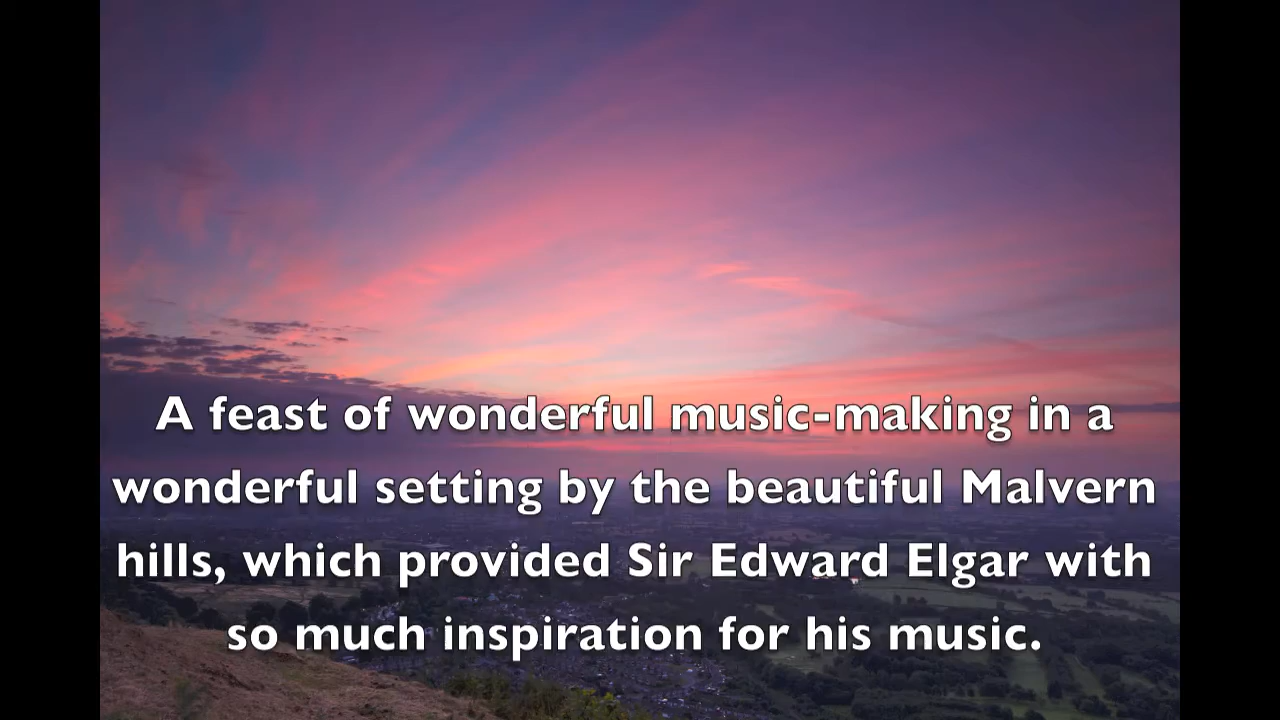 A feast of wonderful music-making in a
wonderful setting by the beautiful Malvern
hills, which provided Sir Edward Elgar with
so much inspiration for his music.